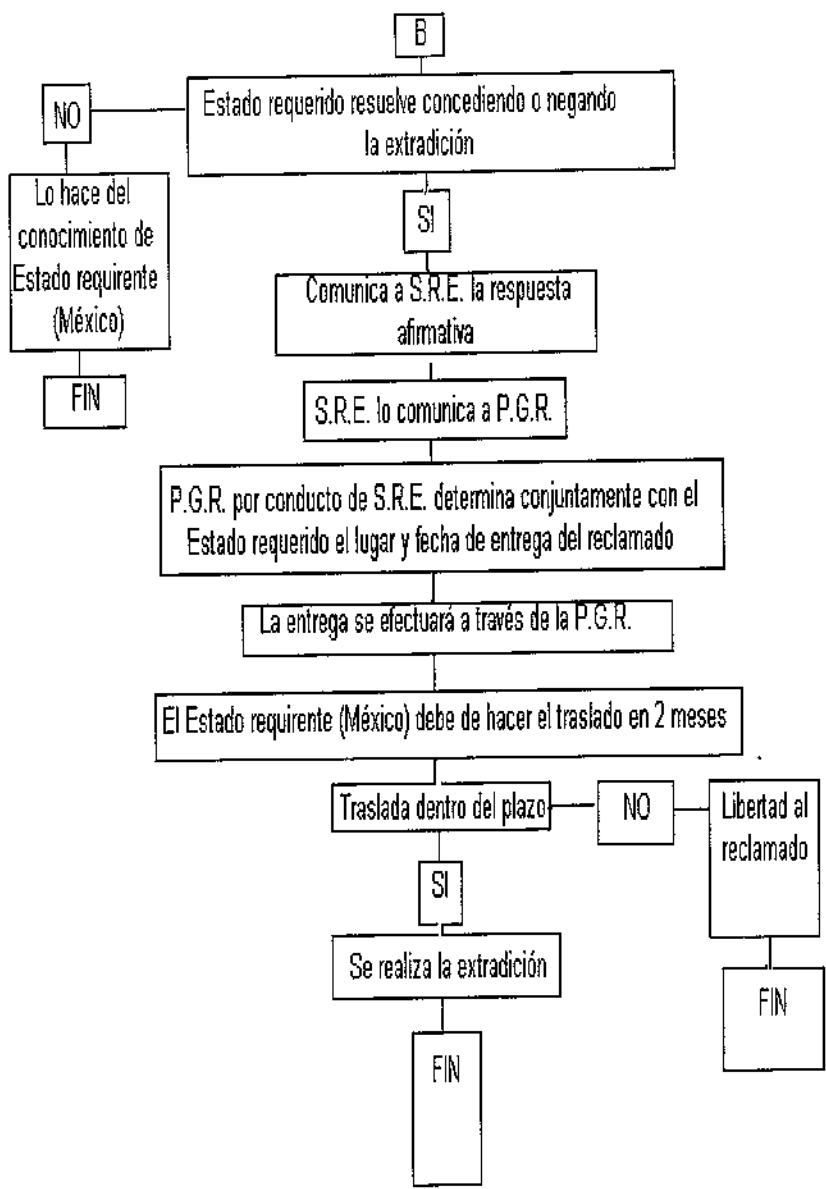 B
Estado requerido resuelve concediendo o negando
la extradición
NO
Lo hace del
conocimiento de
Estado requirente
(México)
FIN
SI
Comunica a S.R.E. la respuesta
afirmativa
S.R.E. lo comunica a P.G.R.
P.G.R. por conducto de S.R.E. determina conjuntamente con el
Estado requerido el lugar y fecha de entrega del reclamado
La entrega se efectuará a través de la P.G.R.
El Estado requirente (México) debe de hacer el traslado en 2 meses
Traslada dentro del plazo
NO
Libertad al
reclamado
FIN
SI
Se realiza la extradición
FIN